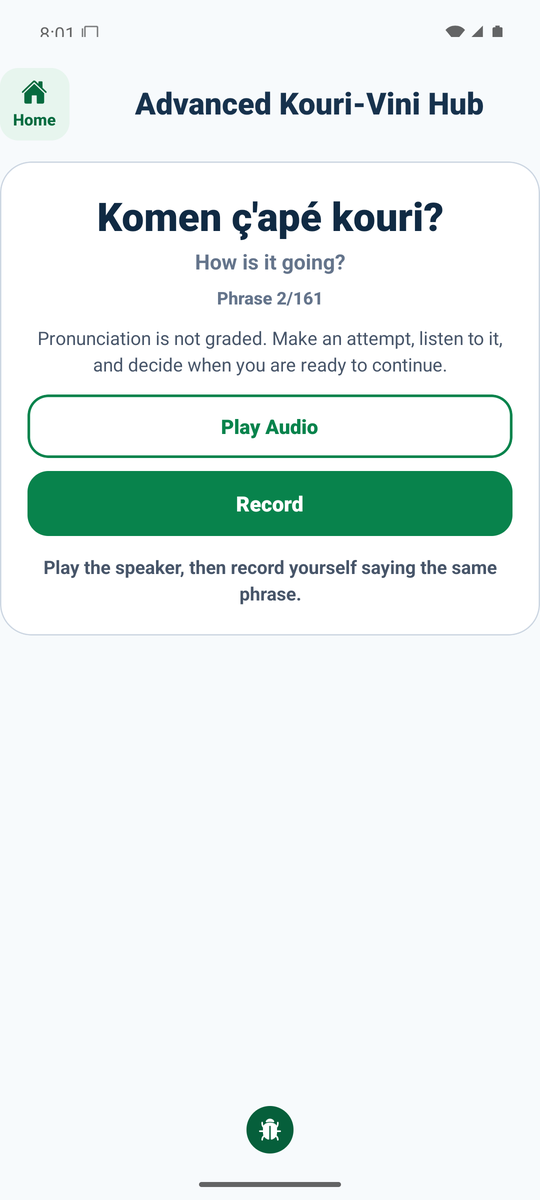 8:01
Home
Advanced Kouri-Vini Hub
Komen ç'apé kouri?
How is it going?
Phrase 2/161
Pronunciation is not graded. Make an attempt, listen to it,
and decide when you are ready to continue.
Play Audio
Record
Play the speaker, then record yourself saying the same
phrase.